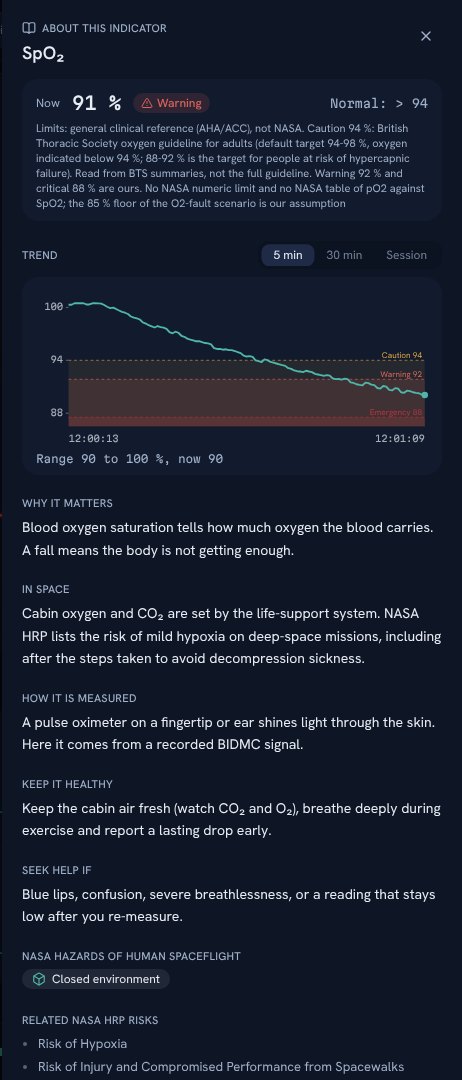 ABOUT THIS INDICATOR
SpO₂
Now 91 % Warning Normal: > 94
Limits: general clinical reference (AHA/ACC), not NASA. Caution 94 %: British
Thoracic Society oxygen guideline for adults (default target 94-98 %, oxygen
indicated below 94 %; 88-92 % is the target for people at risk of hypercapnic
failure). Read from BTS summaries, not the full guideline. Warning 92 % and
critical 88 % are ours. No NASA numeric limit and no NASA table of pO2 against
SpO2; the 85 % floor of the O2-fault scenario is our assumption
TREND 5 min 30 min Session
100
94 Caution 94
Warning 92
88 Emergency 88
12:00:13 12:01:09
Range 90 to 100 %, now 90
WHY IT MATTERS
Blood oxygen saturation tells how much oxygen the blood carries.
A fall means the body is not getting enough.
IN SPACE
Cabin oxygen and CO₂ are set by the life-support system. NASA
HRP lists the risk of mild hypoxia on deep-space missions, including
after the steps taken to avoid decompression sickness.
HOW IT IS MEASURED
A pulse oximeter on a fingertip or ear shines light through the skin.
Here it comes from a recorded BIDMC signal.
KEEP IT HEALTHY
Keep the cabin air fresh (watch CO₂ and O₂), breathe deeply during
exercise and report a lasting drop early.
SEEK HELP IF
Blue lips, confusion, severe breathlessness, or a reading that stays
low after you re-measure.
NASA HAZARDS OF HUMAN SPACEFLIGHT
Closed environment
RELATED NASA HRP RISKS
• Risk of Hypoxia
• Risk of Injury and Compromised Performance from Spacewalks